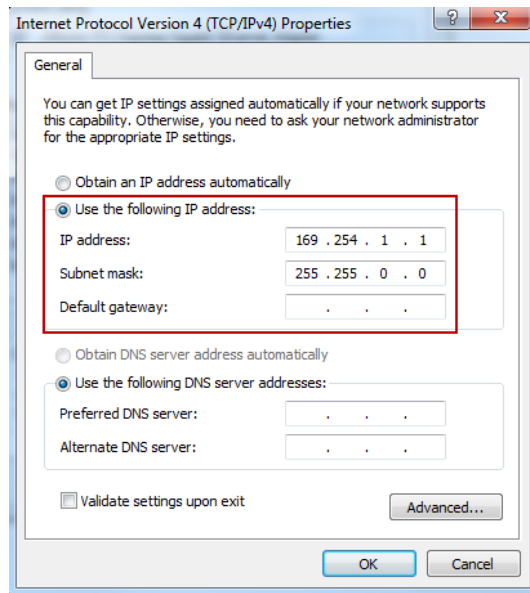 Internet Protocol Version 4 (TCP/IPv4) Properties
General
You can get IP settings assigned automatically if your network supports
this capability. Otherwise, you need to ask your network administrator
for the appropriate IP settings.
Obtain an IP address automatically
Use the following IP address:
IP address: 169 . 254 . 1 . 1
Subnet mask: 255 . 255 . 0 . 0
Default gateway: . . .
Obtain DNS server address automatically
Use the following DNS server addresses:
Preferred DNS server: . . .
Alternate DNS server: . . .
Validate settings upon exit
Advanced...
OK Cancel